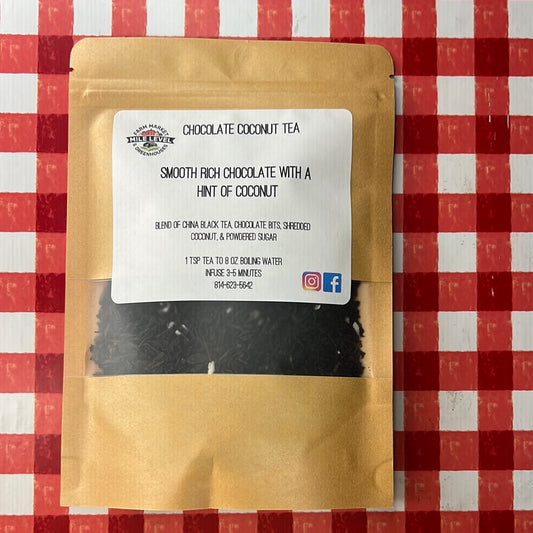 FARM MARKET
MILE LEVEL
& GREENHOUSES
CHOCOLATE COCONUT TEA
SMOOTH RICH CHOCOLATE WITH A
HINT OF COCONUT
BLEND OF CHINA BLACK TEA, CHOCOLATE BITS, SHREDDED
COCONUT, & POWDERED SUGAR
1 TSP TEA TO 8 OZ BOILING WATER
INFUSE 3-5 MINUTES
814-623-5642